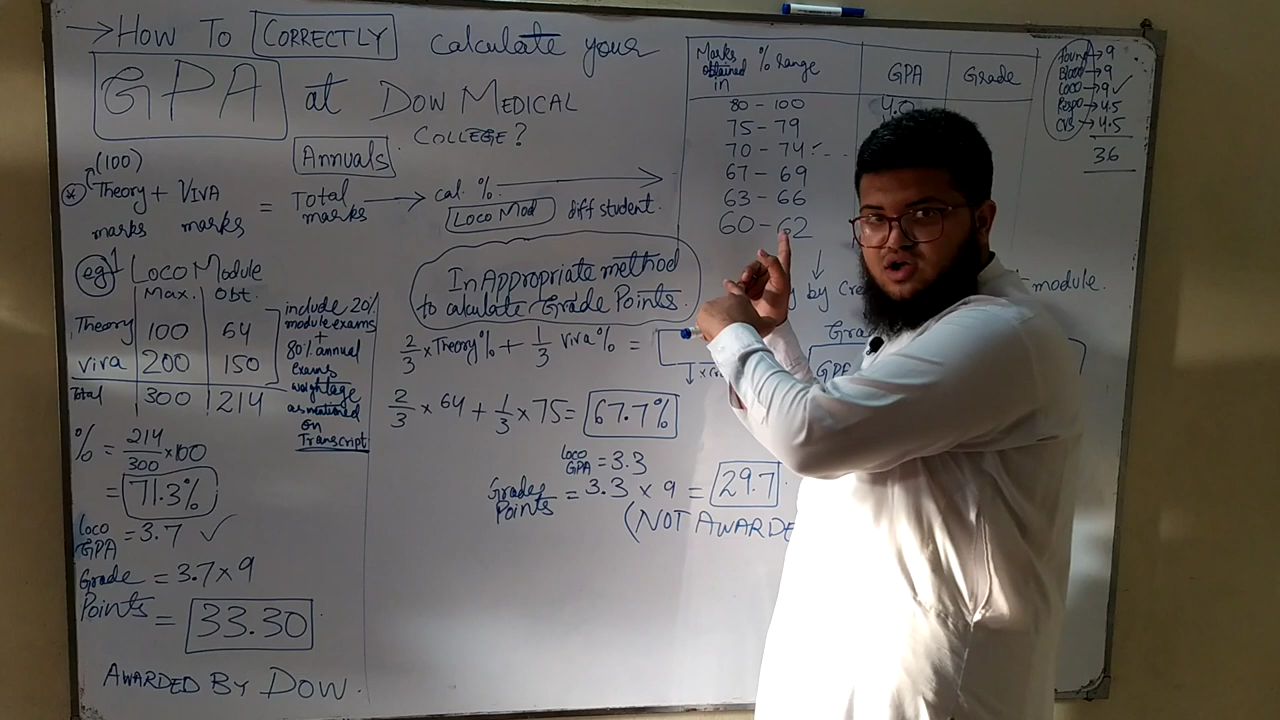 → HOW TO CORRECTLY calculate your
GPA at DOW MEDICAL
COLLEGE?
Annuals
(100)
* Theory + VIVA = Total → cal. % →
marks marks marks
Loco Mod diff student.
eg1 LOCO Module
Max. Obt.
Theory 100 64
viva 200 150
Total 300 214
include 20%
module exams
+
80% annual
exams
weightage
as mationed
on
Transcript
% = 214/300 × 100
= 71.3%
Loco
GPA = 3.7 ✓
Grade = 3.7 × 9
Points = 33.30
AWARDED BY DOW.
InAppropriate method
to calculate Grade Points.
2/3 × Theory % + 1/3 viva % =
2/3 × 64 + 1/3 × 75 = 67.7%
Loco
GPA = 3.3
Grade
Points = 3.3 × 9 = 29.7
(NOT AWARDE
Marks
obtained
in
% range GPA Grade
80 - 100 4.0
75 - 79
70 - 74 ✓
67 - 69
63 - 66
60 - 62
↓
by Cre
module.
Gra
GPA
Blood → 9
Loco → 9 ✓
Respo → 4.5
CVS → 4.5
36